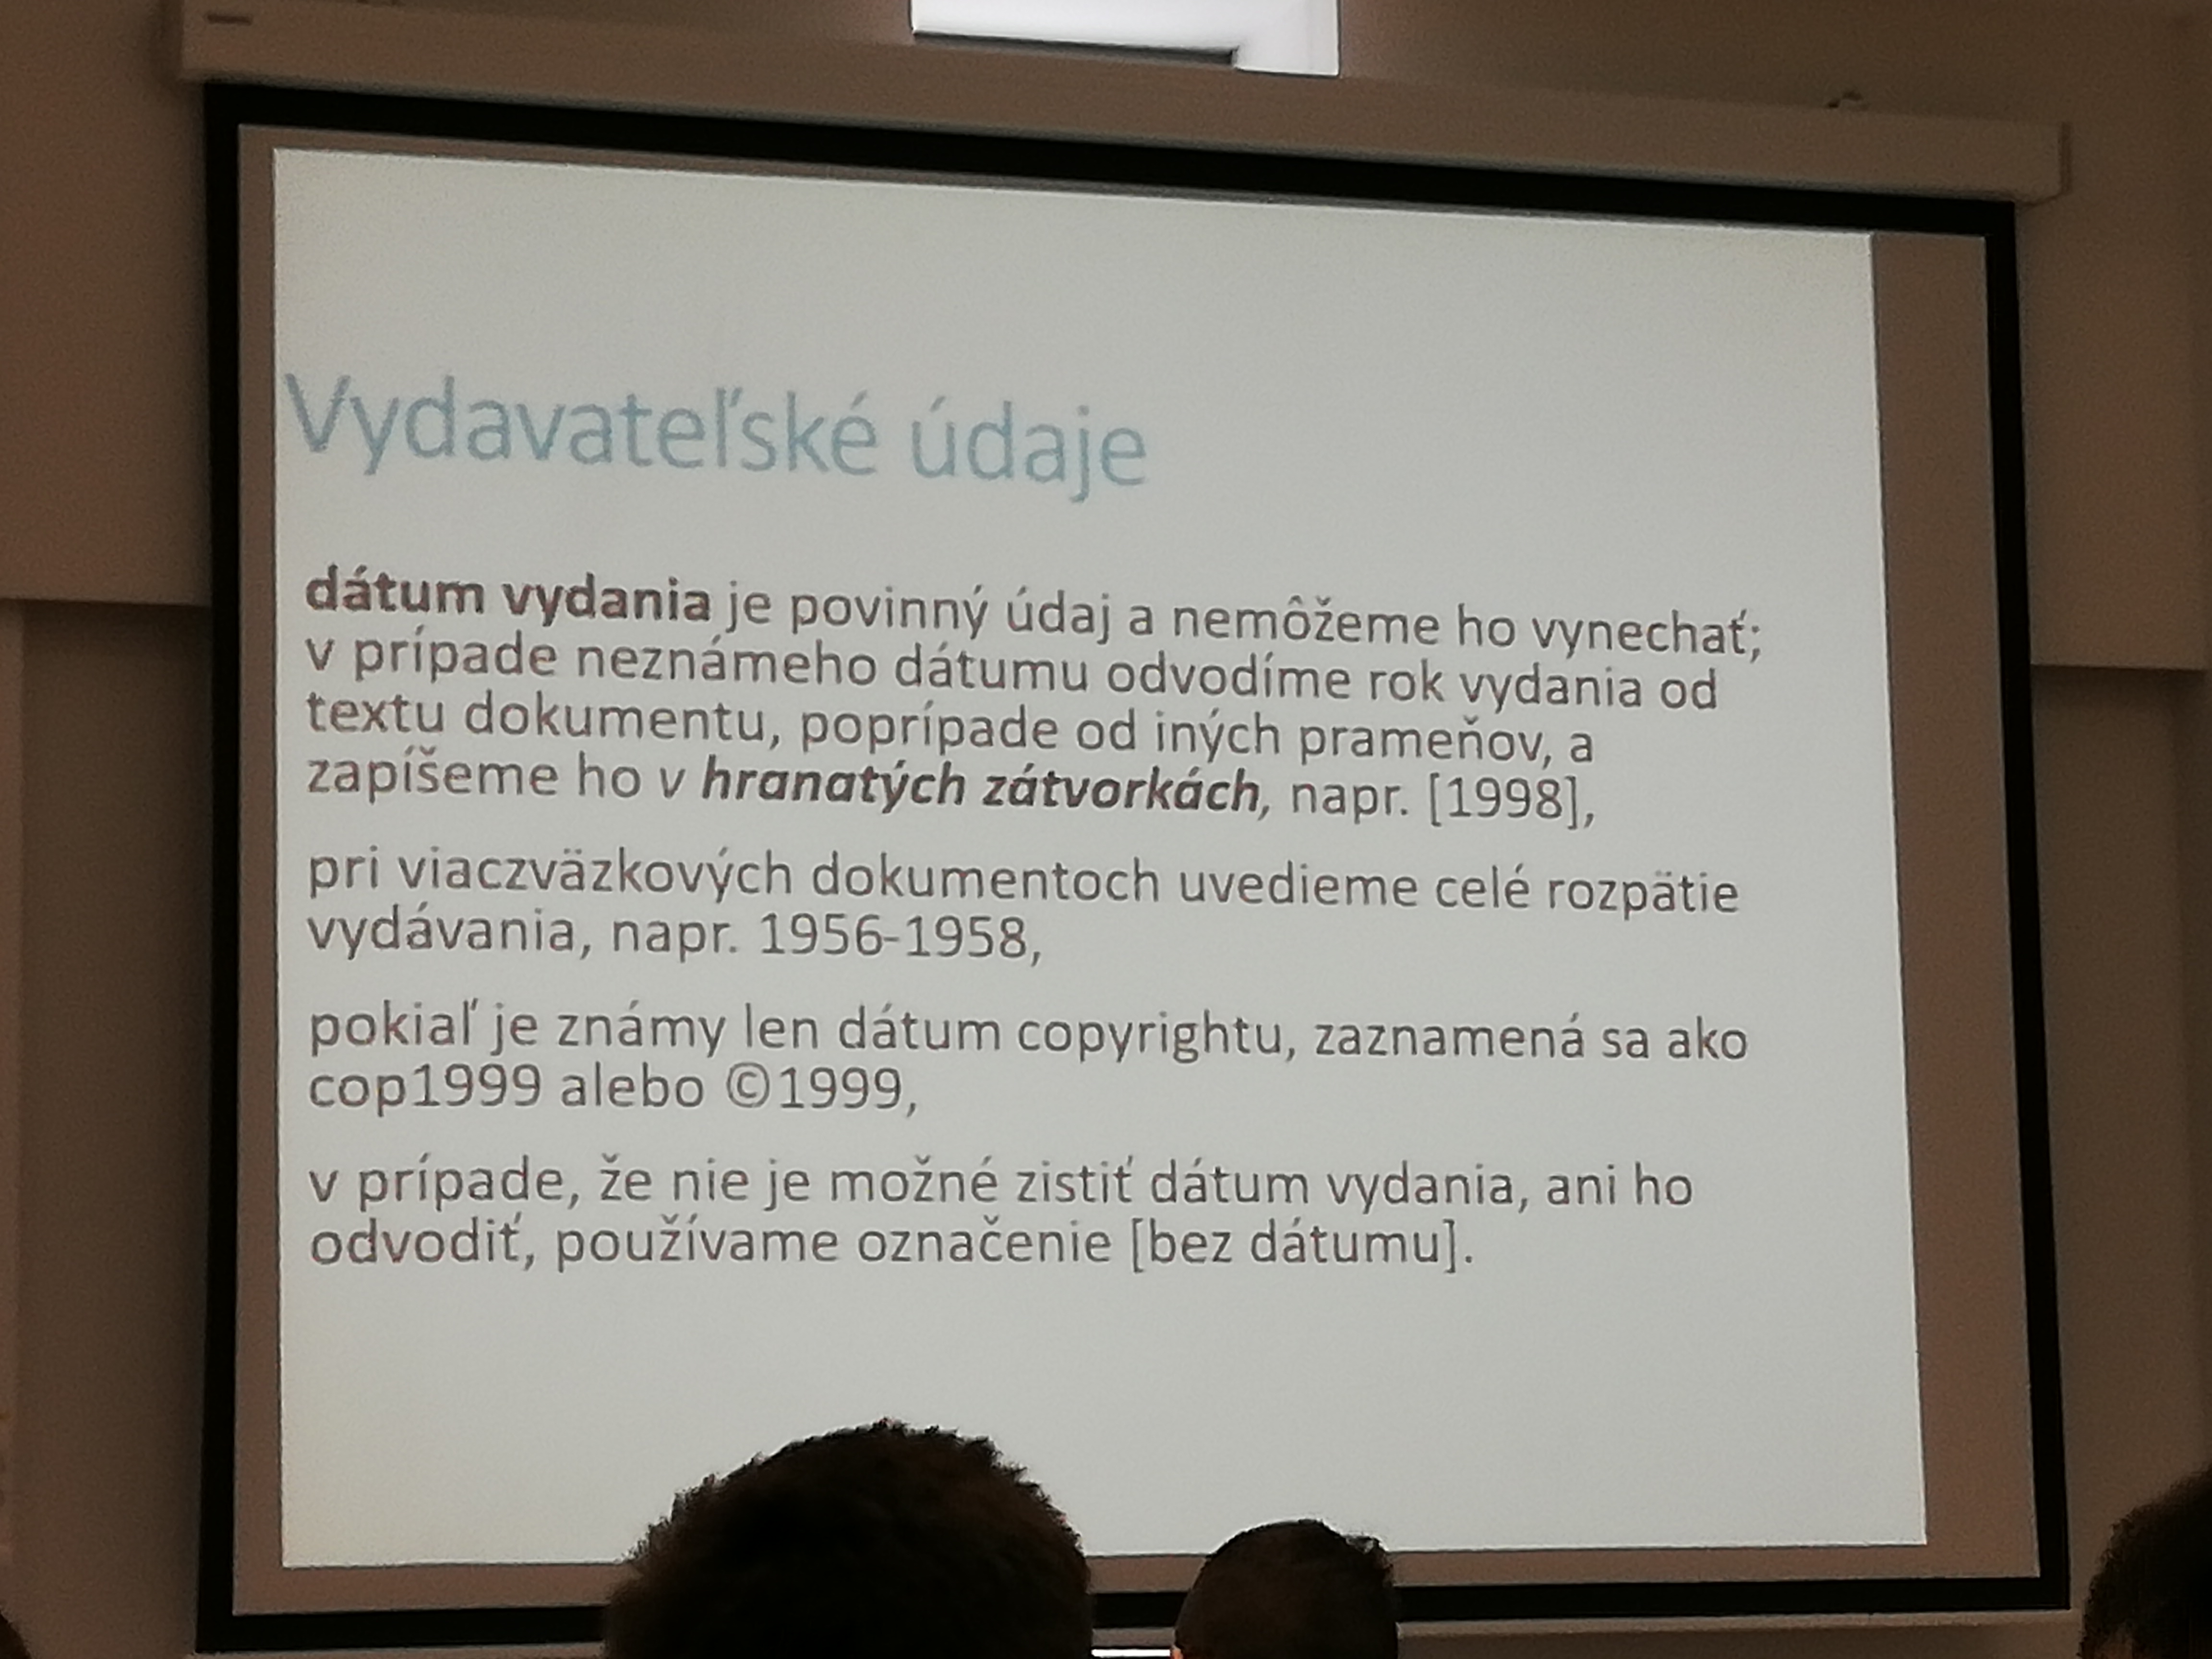 Vydavateľské údaje
dátum vydania je povinný údaj a nemôžeme ho vynechať;
v prípade neznámeho dátumu odvodíme rok vydania od
textu dokumentu, poprípade od iných prameňov, a
zapíšeme ho v hranatých zátvorkách, napr. [1998],
pri viaczväzkových dokumentoch uvedieme celé rozpätie
vydávania, napr. 1956-1958,
pokiaľ je známy len dátum copyrightu, zaznamená sa ako
cop1999 alebo ©1999,
v prípade, že nie je možné zistiť dátum vydania, ani ho
odvodiť, používame označenie [bez dátumu].